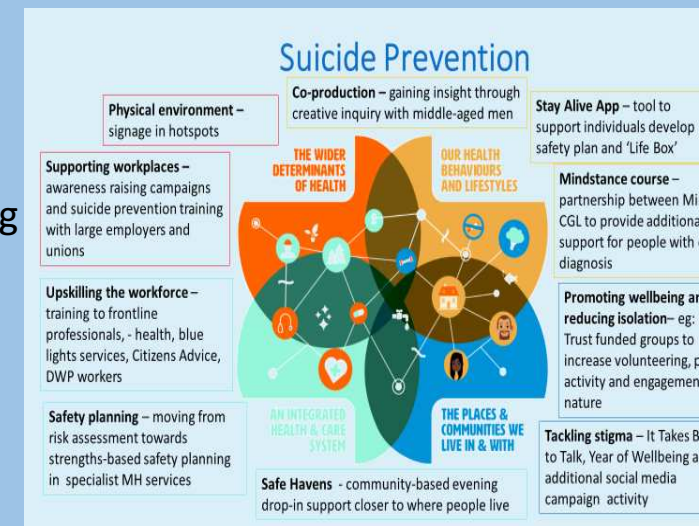 g
Suicide Prevention
Physical environment –
signage in hotspots
Co-production – gaining insight through
creative inquiry with middle-aged men
Stay Alive App – tool to
support individuals develop
safety plan and 'Life Box'
Supporting workplaces –
awareness raising campaigns
and suicide prevention training
with large employers and
unions
THE WIDER
DETERMINANTS
OF HEALTH
OUR HEALTH
BEHAVIOURS
AND LIFESTYLES
Mindstance course –
partnership between Mi
CGL to provide additiona
support for people with
diagnosis
Upskilling the workforce –
training to frontline
professionals, - health, blue
lights services, Citizens Advice,
DWP workers
Promoting wellbeing a
reducing isolation– eg:
Trust funded groups to
increase volunteering, p
activity and engagemen
nature
Safety planning – moving from
risk assessment towards
strengths-based safety planning
in specialist MH services
AN INTEGRATED
HEALTH & CARE
SYSTEM
THE PLACES &
COMMUNITIES WE
LIVE IN & WITH
Tackling stigma – It Takes B
to Talk, Year of Wellbeing a
additional social media
campaign activity
Safe Havens - community-based evening
drop-in support closer to where people live